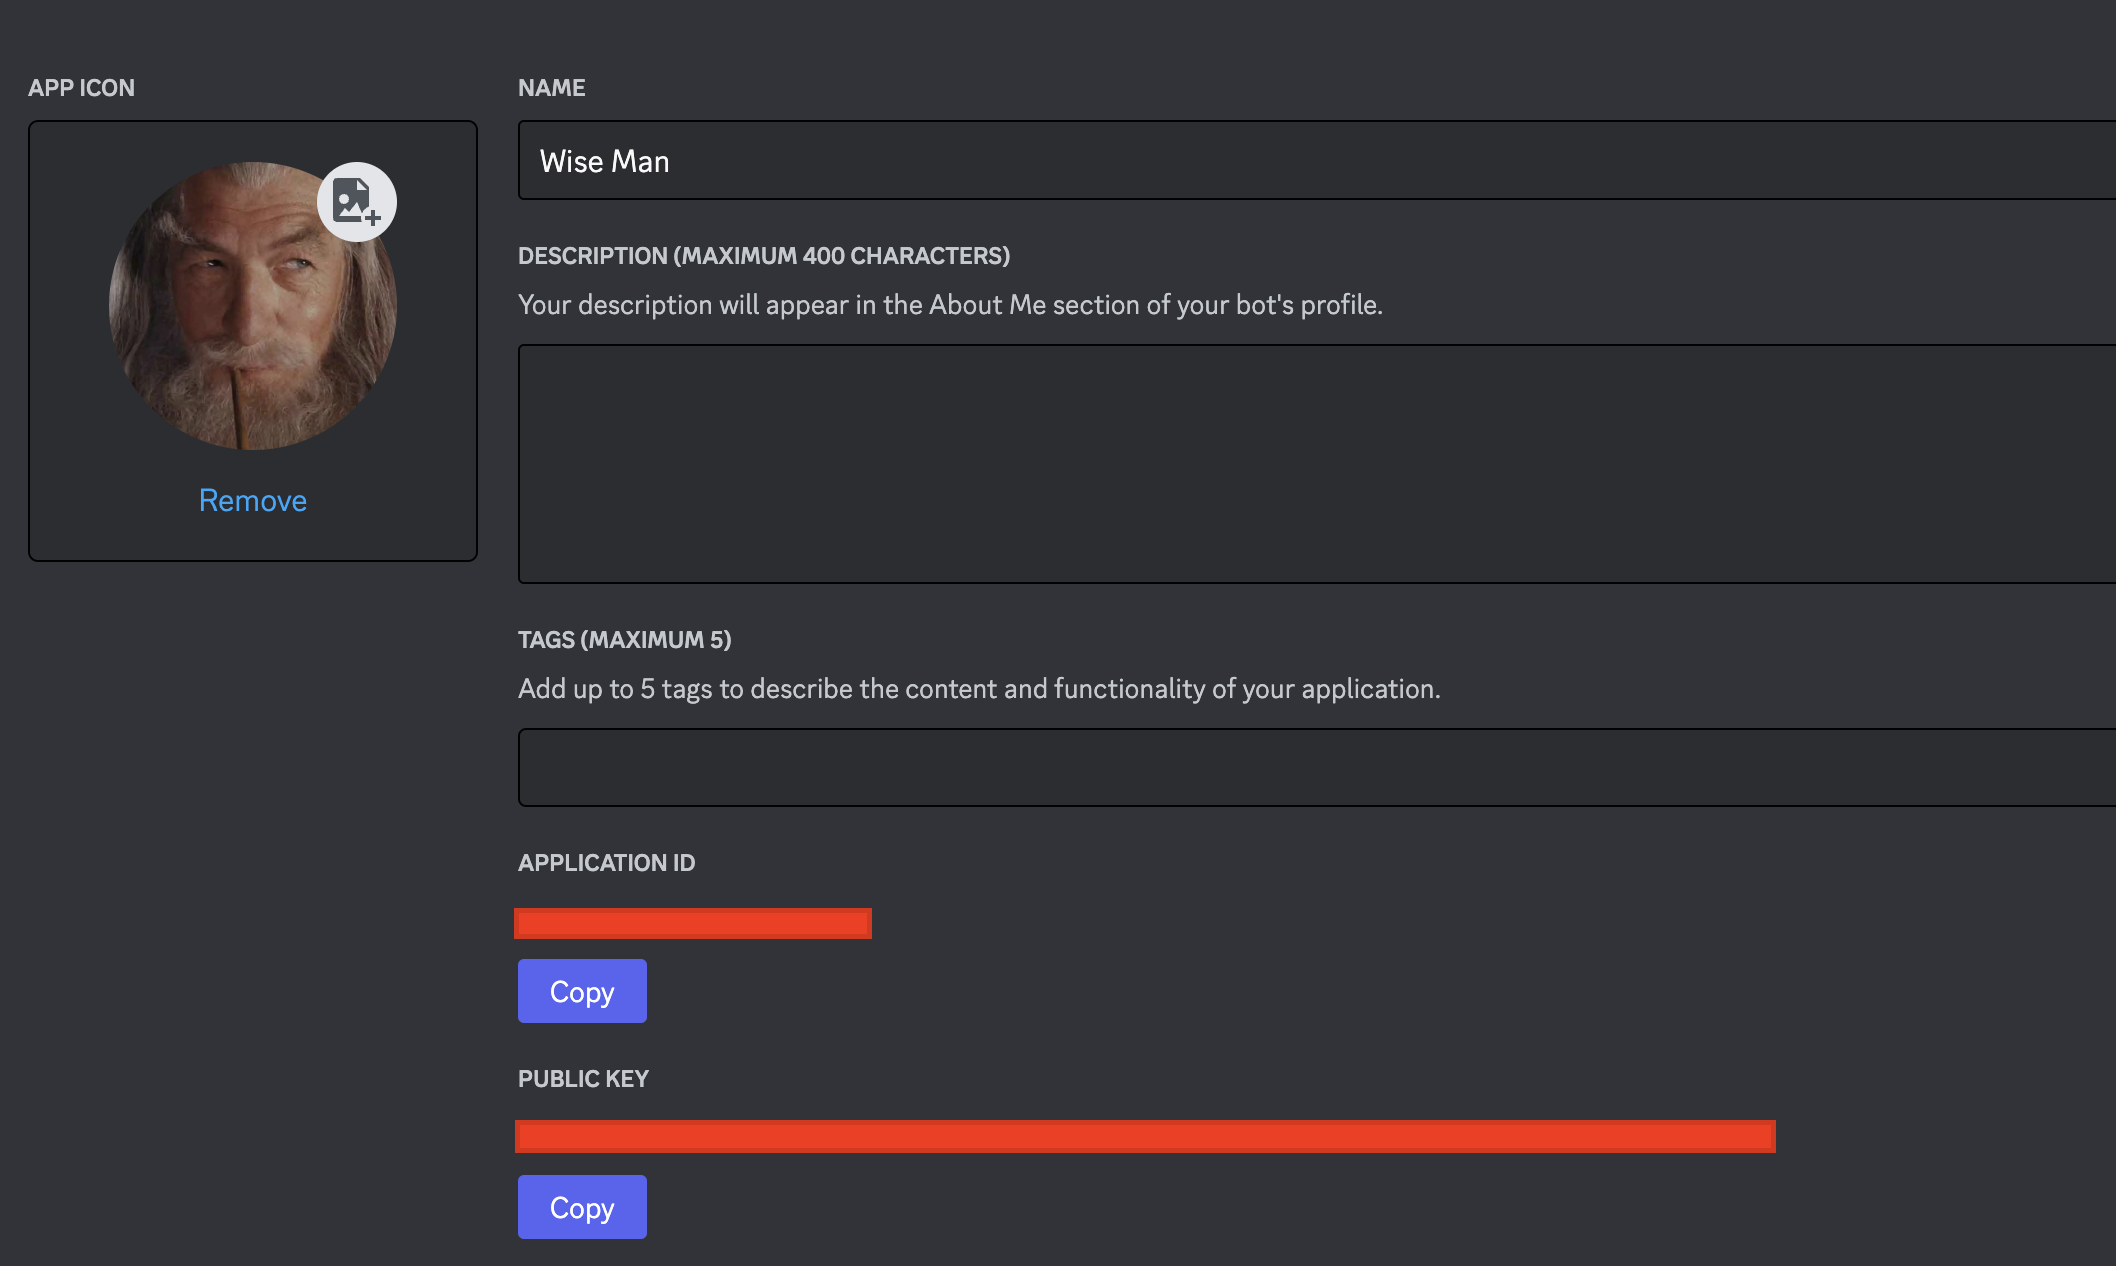 APP ICON
Remove
NAME
Wise Man
DESCRIPTION (MAXIMUM 400 CHARACTERS)
Your description will appear in the About Me section of your bot's profile.
TAGS (MAXIMUM 5)
Add up to 5 tags to describe the content and functionality of your application.
APPLICATION ID
Copy
PUBLIC KEY
Copy